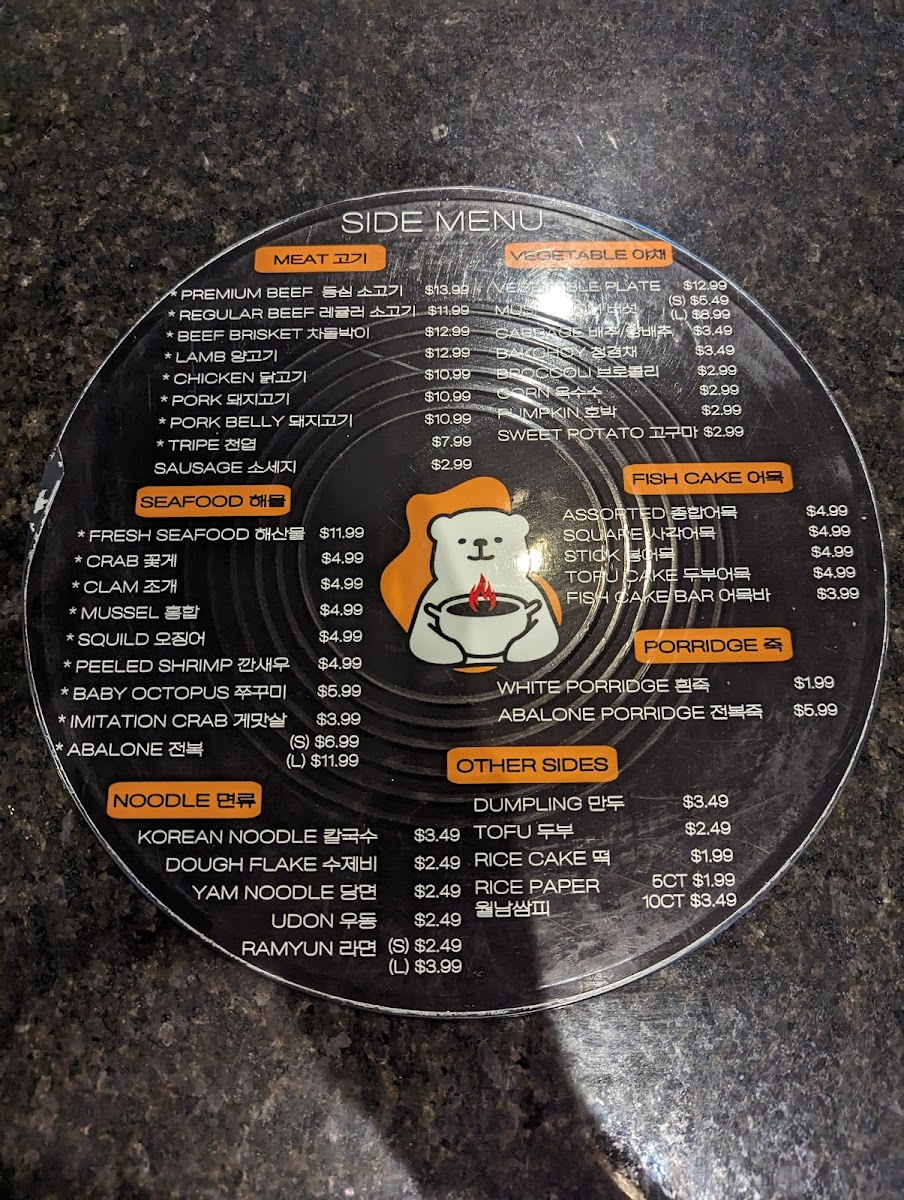 SIDE MENU
MEAT 고기
* PREMIUM BEEF 등심 소고기 $13.99
* REGULAR BEEF 레귤러 소고기 $11.99
* BEEF BRISKET 차돌박이 $12.99
* LAMB 양고기 $12.99
* CHICKEN 닭고기 $10.99
* PORK 돼지고기 $10.99
* PORK BELLY 돼지고기 $10.99
* TRIPE 천엽 $7.99
SAUSAGE 소세지 $2.99
SEAFOOD 해물
* FRESH SEAFOOD 해산물 $11.99
* CRAB 꽃게 $4.99
* CLAM 조개 $4.99
* MUSSEL 홍합 $4.99
* SQUILD 오징어 $4.99
* PEELED SHRIMP 깐새우 $4.99
* BABY OCTOPUS 쭈꾸미 $5.99
* IMITATION CRAB 게맛살 $3.99
* ABALONE 전복 (S) $6.99
(L) $11.99
NOODLE 면류
KOREAN NOODLE 칼국수 $3.49
DOUGH FLAKE 수제비 $2.49
YAM NOODLE 당면 $2.49
UDON 우동 $2.49
RAMYUN 라면 (S) $2.49
(L) $3.99
VEGETABLE 야채
VEGETABLE PLATE $12.99
(S) $5.49
버섯 (L) $8.99
CABBAGE 배추/양배추 $3.49
BAKCHOY 청경채 $3.49
BROCCOLI 브로콜리 $2.99
CORN 옥수수 $2.99
PUMPKIN 호박 $2.99
SWEET POTATO 고구마 $2.99
FISH CAKE 어묵
ASSORTED 종합어묵 $4.99
SQUARE 사각어묵 $4.99
STICK 봉어묵 $4.99
TOFU CAKE 두부어묵 $4.99
FISH CAKE BAR 어묵바 $3.99
PORRIDGE 죽
WHITE PORRIDGE 흰죽 $1.99
ABALONE PORRIDGE 전복죽 $5.99
OTHER SIDES
DUMPLING 만두 $3.49
TOFU 두부 $2.49
RICE CAKE 떡 $1.99
RICE PAPER 5CT $1.99
월남쌈피 10CT $3.49